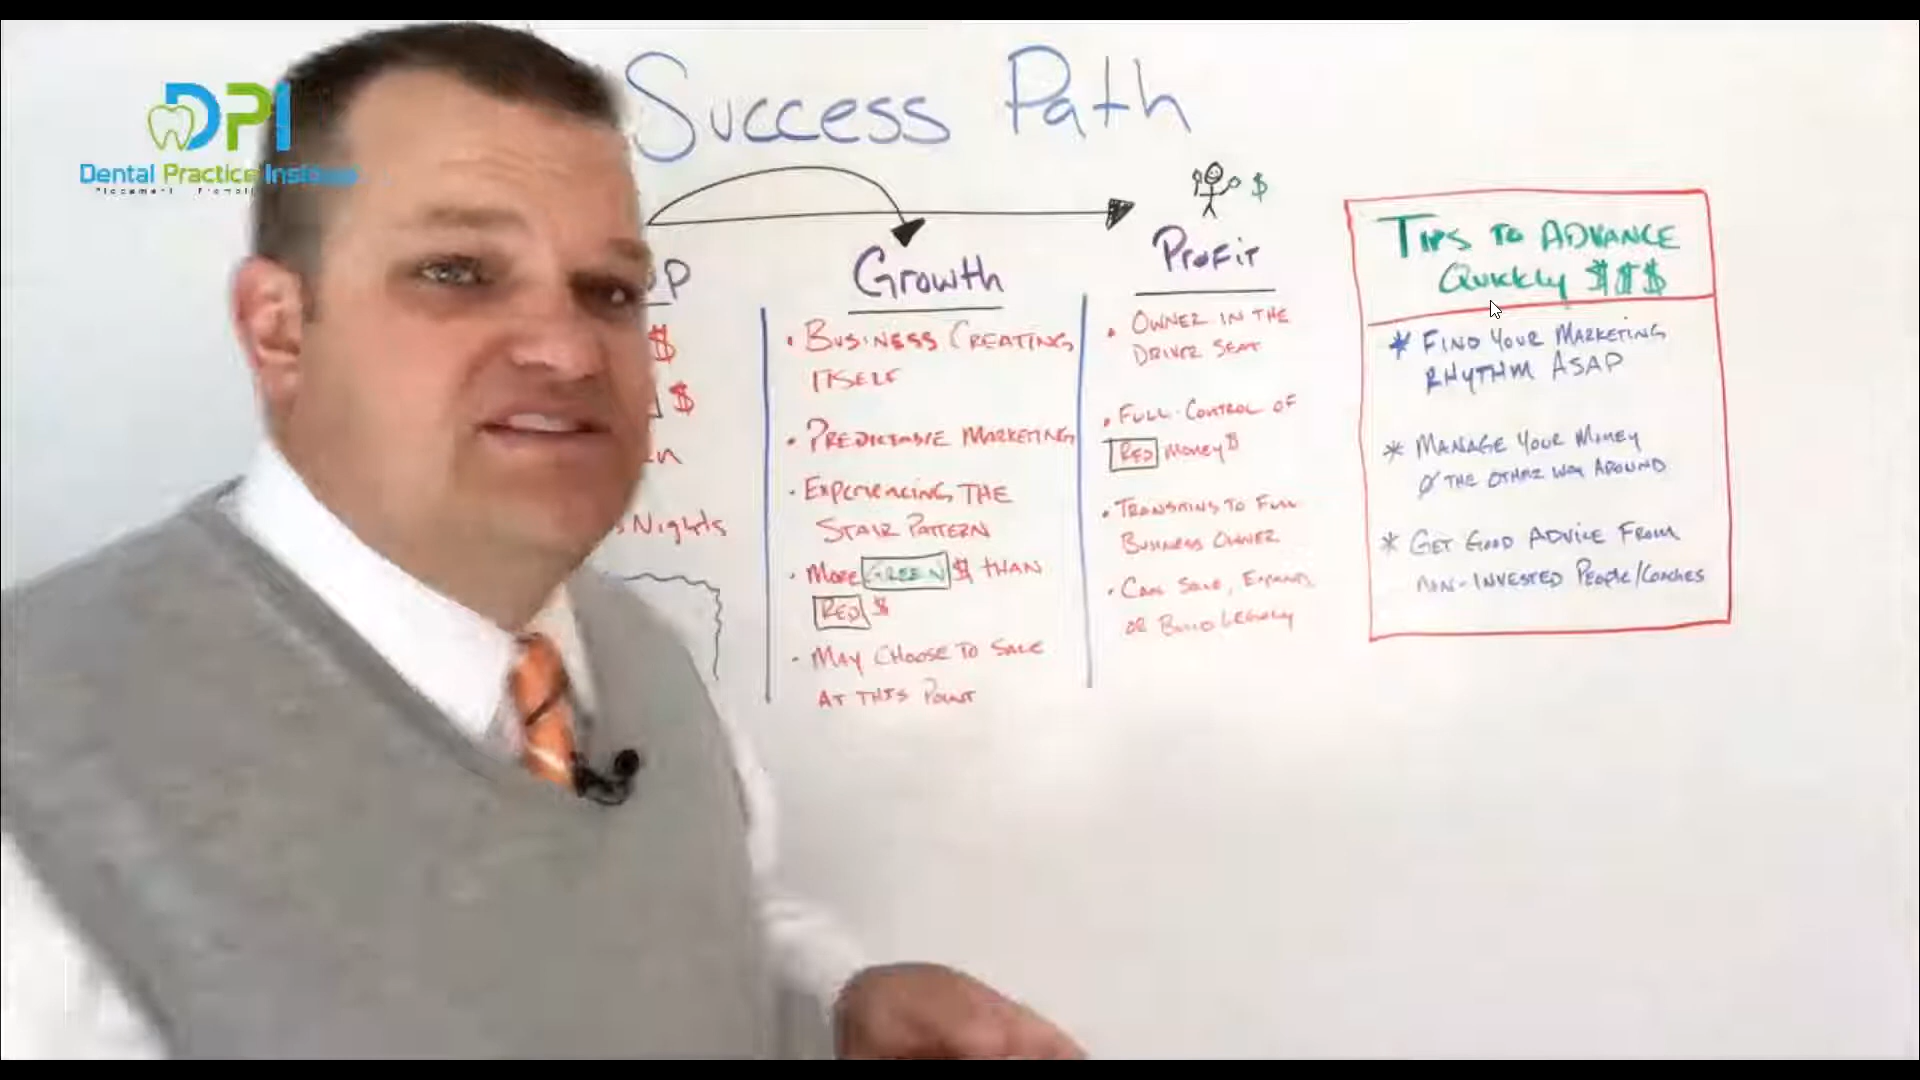 DPI
Dental Practice Institute
Success Path
$
$
$
s Nights
Growth
• Business Creating
Itself
• Predictable Marketing
• Experiencing The
Stair Pattern
• More GREEN $ than
RED $
• May Choose to Sale
at this Point
$
Profit
• Owner in the
Driver Seat
• Full Control of
RED Money $
• Transitins to Full
Business Owner
• Can Sale, Expand,
or Build Legacy
Tips to Advance
Quickly $$$
* Find Your Marketing
Rhythm ASAP
* Manage Your Money
the other way Around
* Get Good Advice From
non-invested People/Coaches